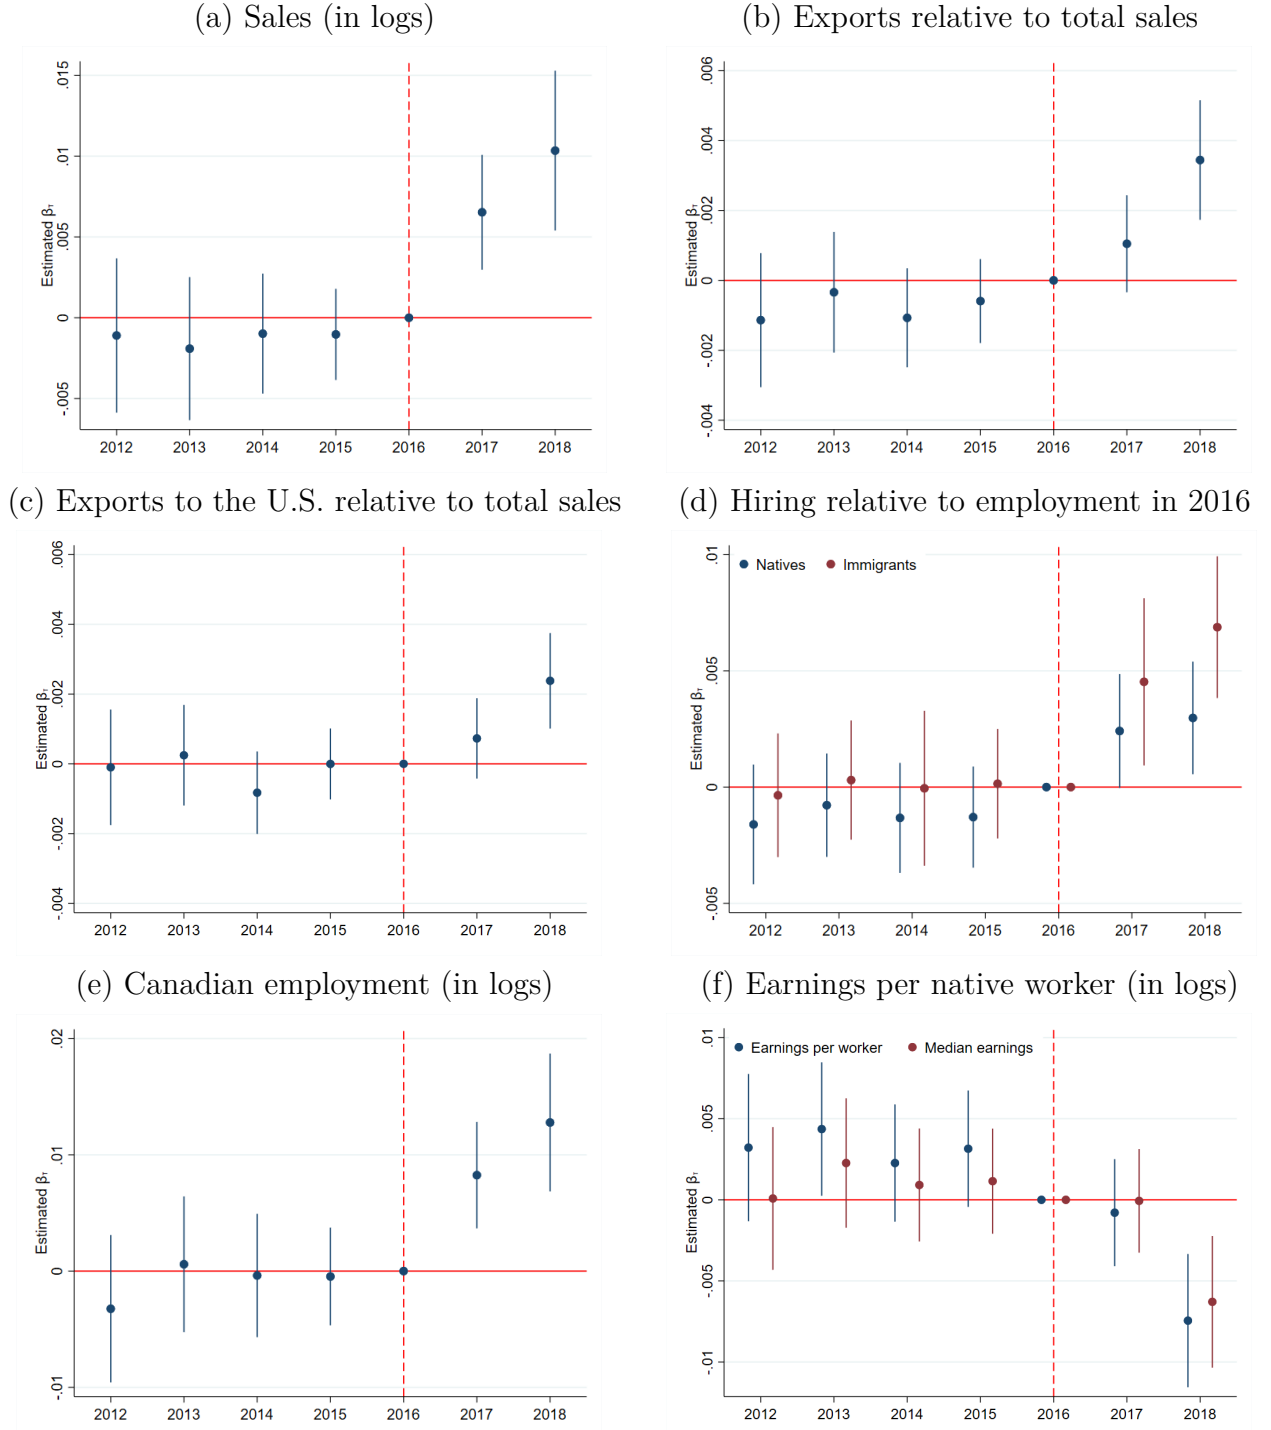 (a) Sales (in logs)
Estimated βτ
.015
.01
.005
0
-.005
2012 2013 2014 2015 2016 2017 2018
(b) Exports relative to total sales
Estimated βτ
.006
.004
.002
0
-.002
-.004
2012 2013 2014 2015 2016 2017 2018
(c) Exports to the U.S. relative to total sales
Estimated βτ
.006
.004
.002
0
-.002
-.004
2012 2013 2014 2015 2016 2017 2018
(d) Hiring relative to employment in 2016
Natives Immigrants
Estimated βτ
.01
.005
0
-.005
2012 2013 2014 2015 2016 2017 2018
(e) Canadian employment (in logs)
Estimated βτ
.02
.01
0
-.01
2012 2013 2014 2015 2016 2017 2018
(f) Earnings per native worker (in logs)
Earnings per worker Median earnings
Estimated βτ
.01
.005
0
-.005
-.01
2012 2013 2014 2015 2016 2017 2018